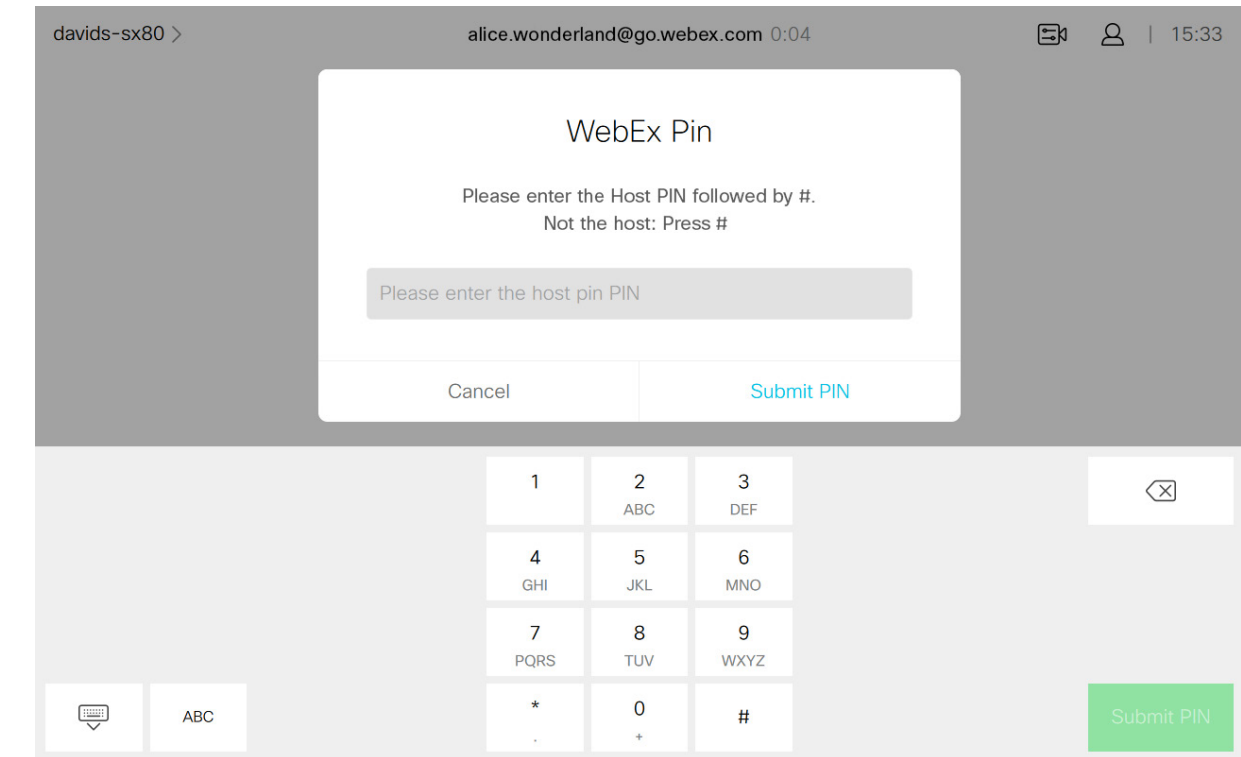 davids-sx80 >
alice.wonderland@go.webex.com 0:04
| 15:33
WebEx Pin
Please enter the Host PIN followed by #.
Not the host: Press #
Please enter the host pin PIN
Cancel
Submit PIN
1
2
ABC
3
DEF
4
GHI
5
JKL
6
MNO
7
PQRS
8
TUV
9
WXYZ
ABC
*
.
0
+
#
Submit PIN